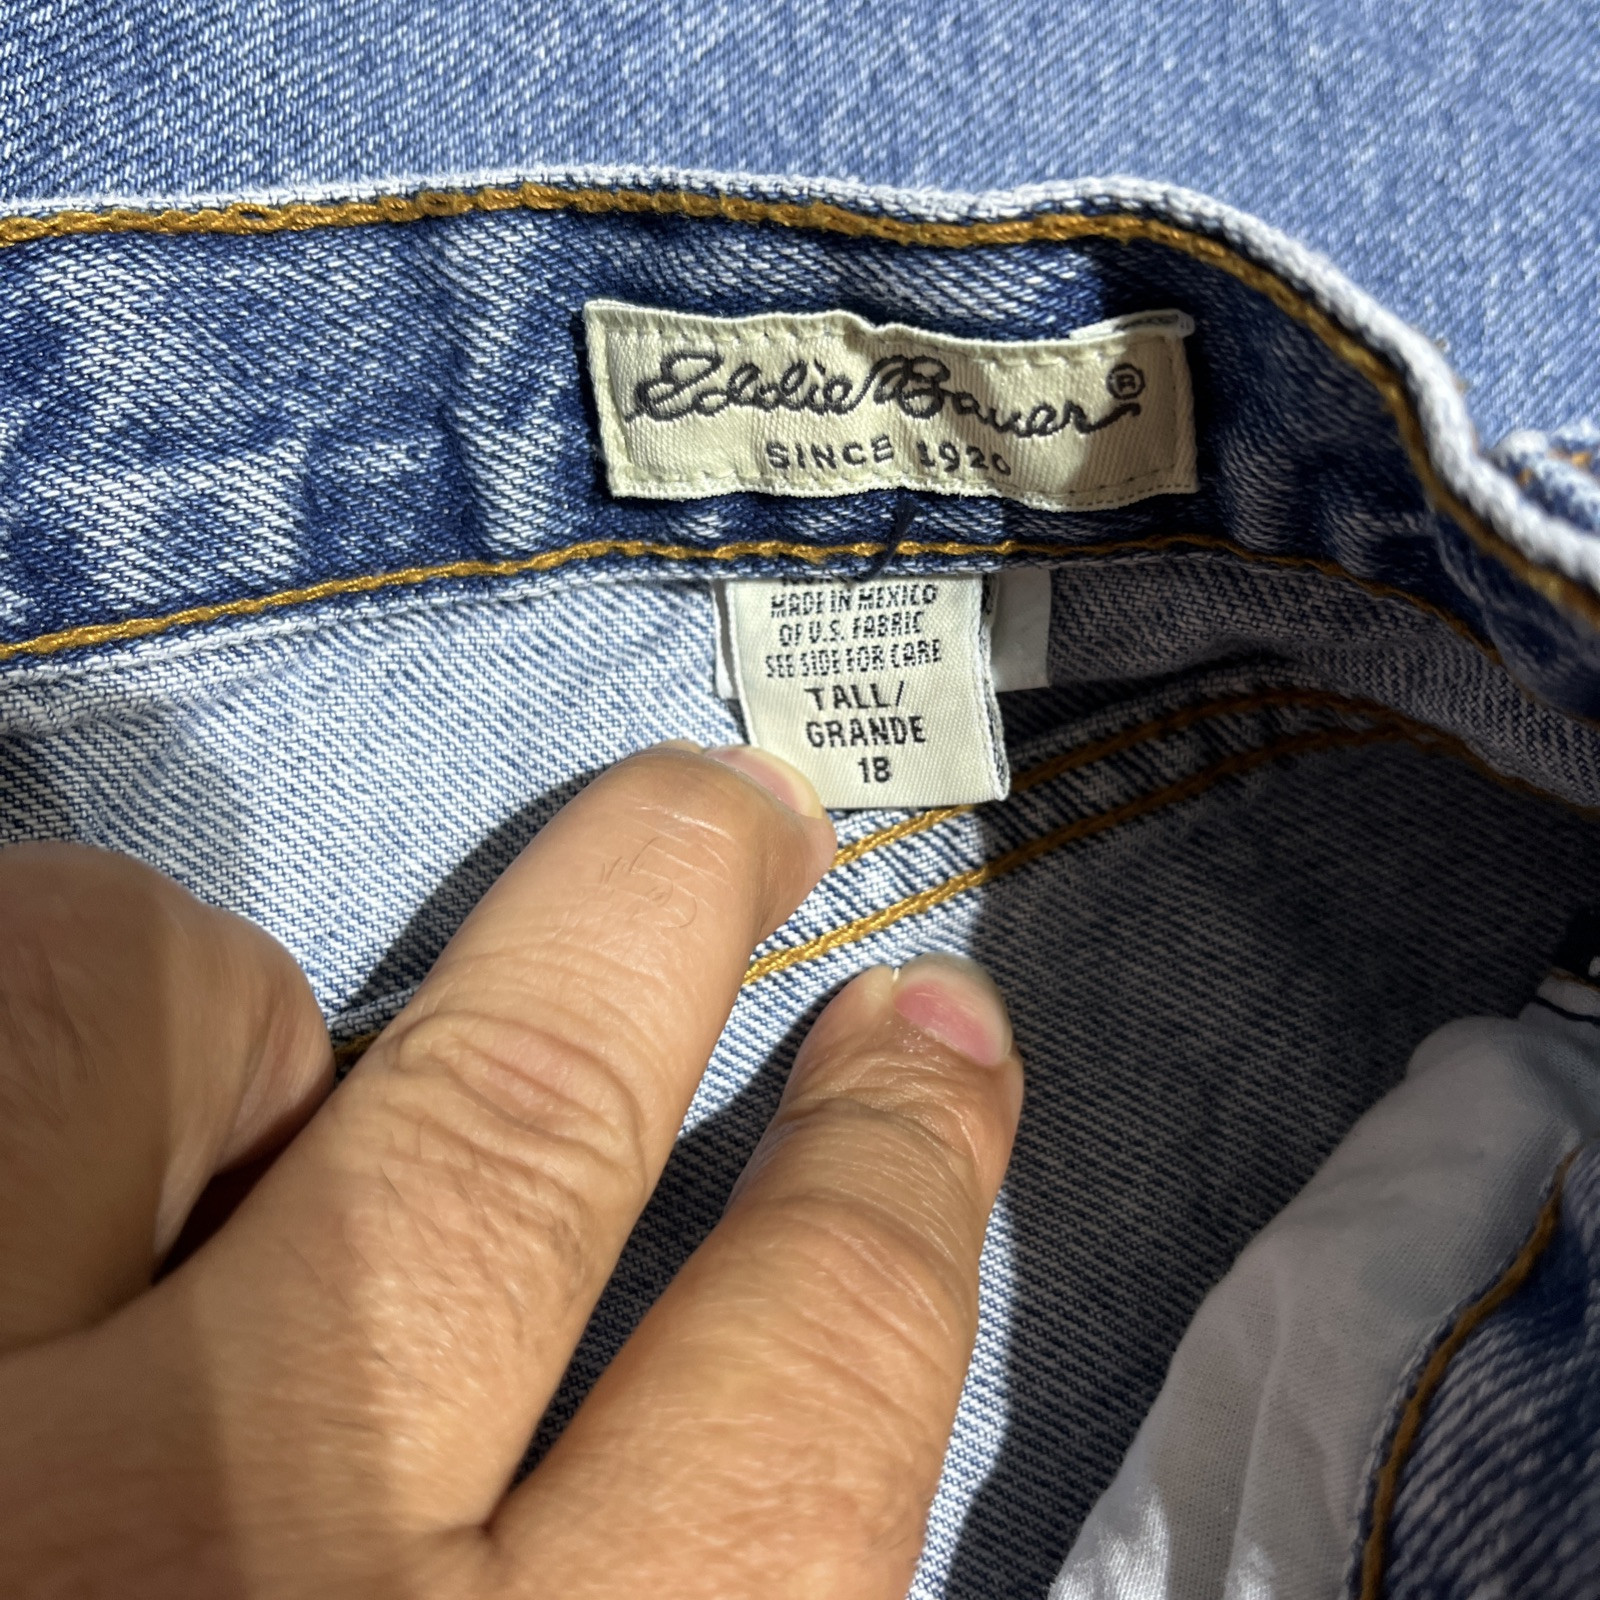 Eddie Bauer®
SINCE 1920
MADE IN MEXICO
OF U.S. FABRIC
SEE SIDE FOR CARE
TALL/
GRANDE
18